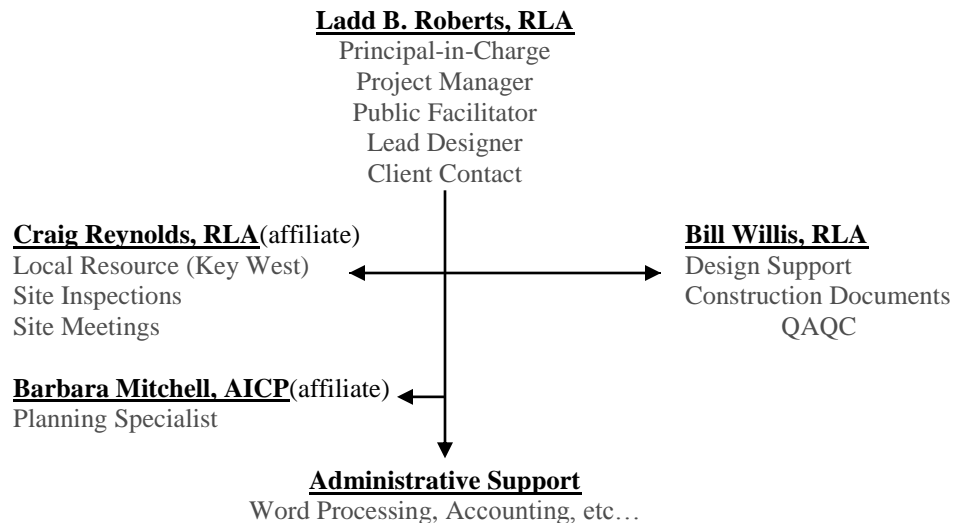 Ladd B. Roberts, RLA
Principal-in-Charge
Project Manager
Public Facilitator
Lead Designer
Client Contact
Craig Reynolds, RLA(affiliate)
Local Resource (Key West)
Site Inspections
Site Meetings
Bill Willis, RLA
Design Support
Construction Documents
QAQC
Barbara Mitchell, AICP(affiliate)
Planning Specialist
Administrative Support
Word Processing, Accounting, etc…